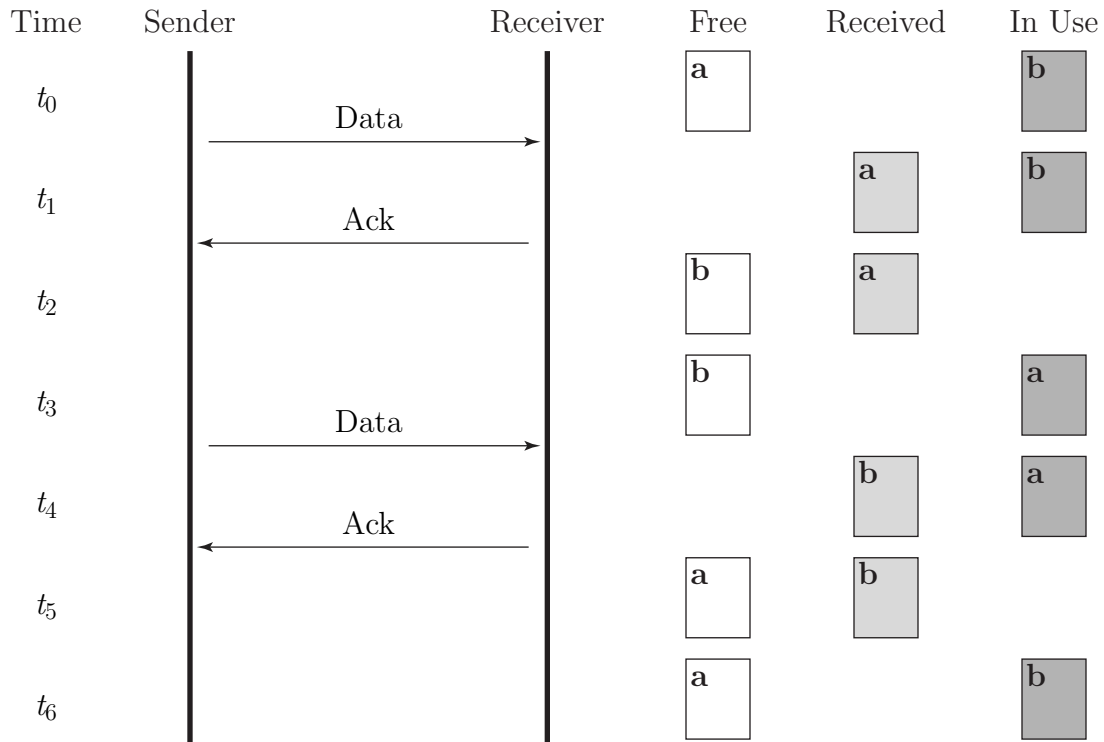 Time Sender Receiver Free Received In Use
t0 a b
Data
t1 a b
Ack
t2 b a
t3 b a
Data
t4 b a
Ack
t5 a b
t6 a b